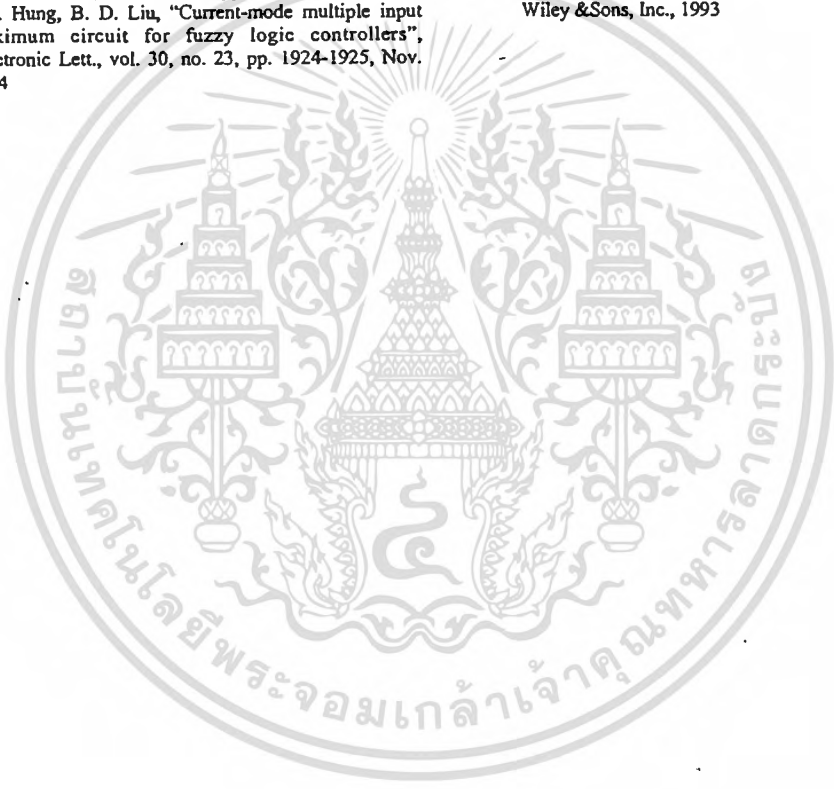 . Hung, B. D. Liu, “Current-mode multiple input
ximum circuit for fuzzy logic controllers”,
ctronic Lett., vol. 30, no. 23, pp. 1924-1925, Nov.
4
Wiley &Sons, Inc., 1993
สถาบันเทคโนโลยีพระจอมเกล้าเจ้าคุณทหารลาดกระบัง